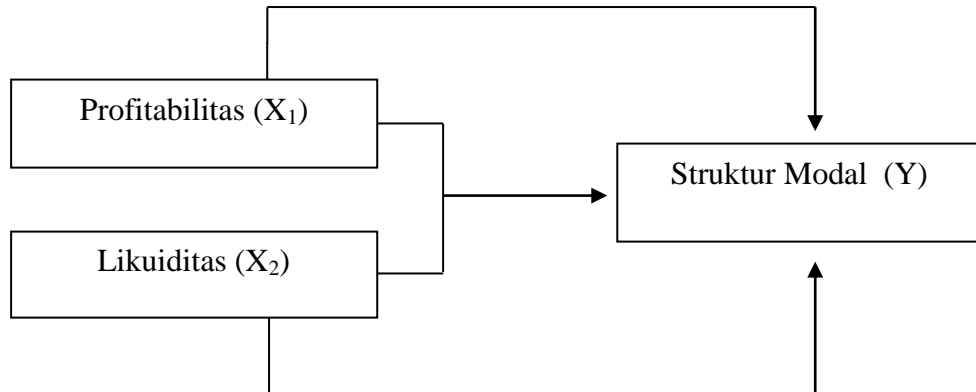 Profitabilitas (X₁)
Struktur Modal (Y)
Likuiditas (X₂)